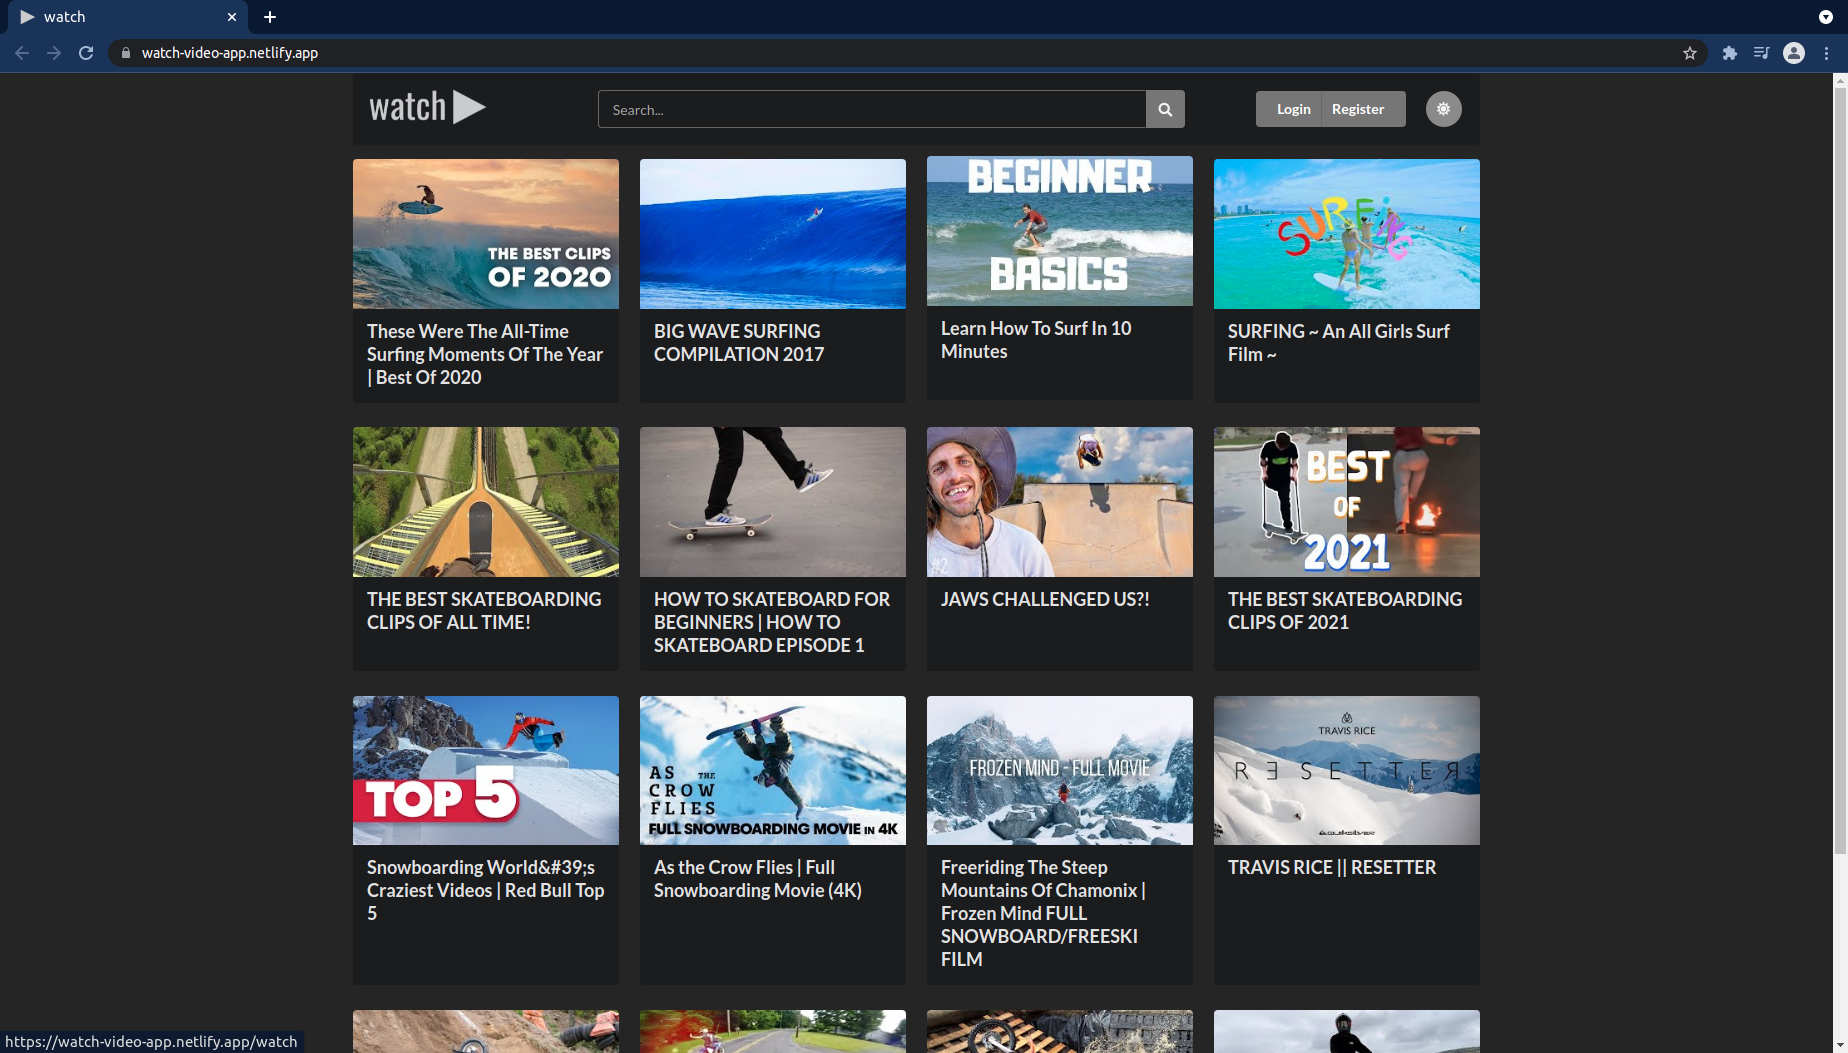 watch
watch-video-app.netlify.app
watch
Search...
Login
Register
THE BEST CLIPS
OF 2020
BEGINNER
BASICS
SURFING
These Were The All-Time
Surfing Moments Of The Year
| Best Of 2020
BIG WAVE SURFING
COMPILATION 2017
Learn How To Surf In 10
Minutes
SURFING ~ An All Girls Surf
Film ~
#2
BEST
OF
2021
THE BEST SKATEBOARDING
CLIPS OF ALL TIME!
HOW TO SKATEBOARD FOR
BEGINNERS | HOW TO
SKATEBOARD EPISODE 1
JAWS CHALLENGED US?!
THE BEST SKATEBOARDING
CLIPS OF 2021
TOP 5
AS THE
CROW
FLIES
FULL SNOWBOARDING MOVIE IN 4K
FROZEN MIND - FULL MOVIE
TRAVIS RICE
RESETTER
Quiksilver
Snowboarding World&#39;s
Craziest Videos | Red Bull Top
5
As the Crow Flies | Full
Snowboarding Movie (4K)
Freeriding The Steep
Mountains Of Chamonix |
Frozen Mind FULL
SNOWBOARD/FREESKI
FILM
TRAVIS RICE || RESETTER
https://watch-video-app.netlify.app/watch